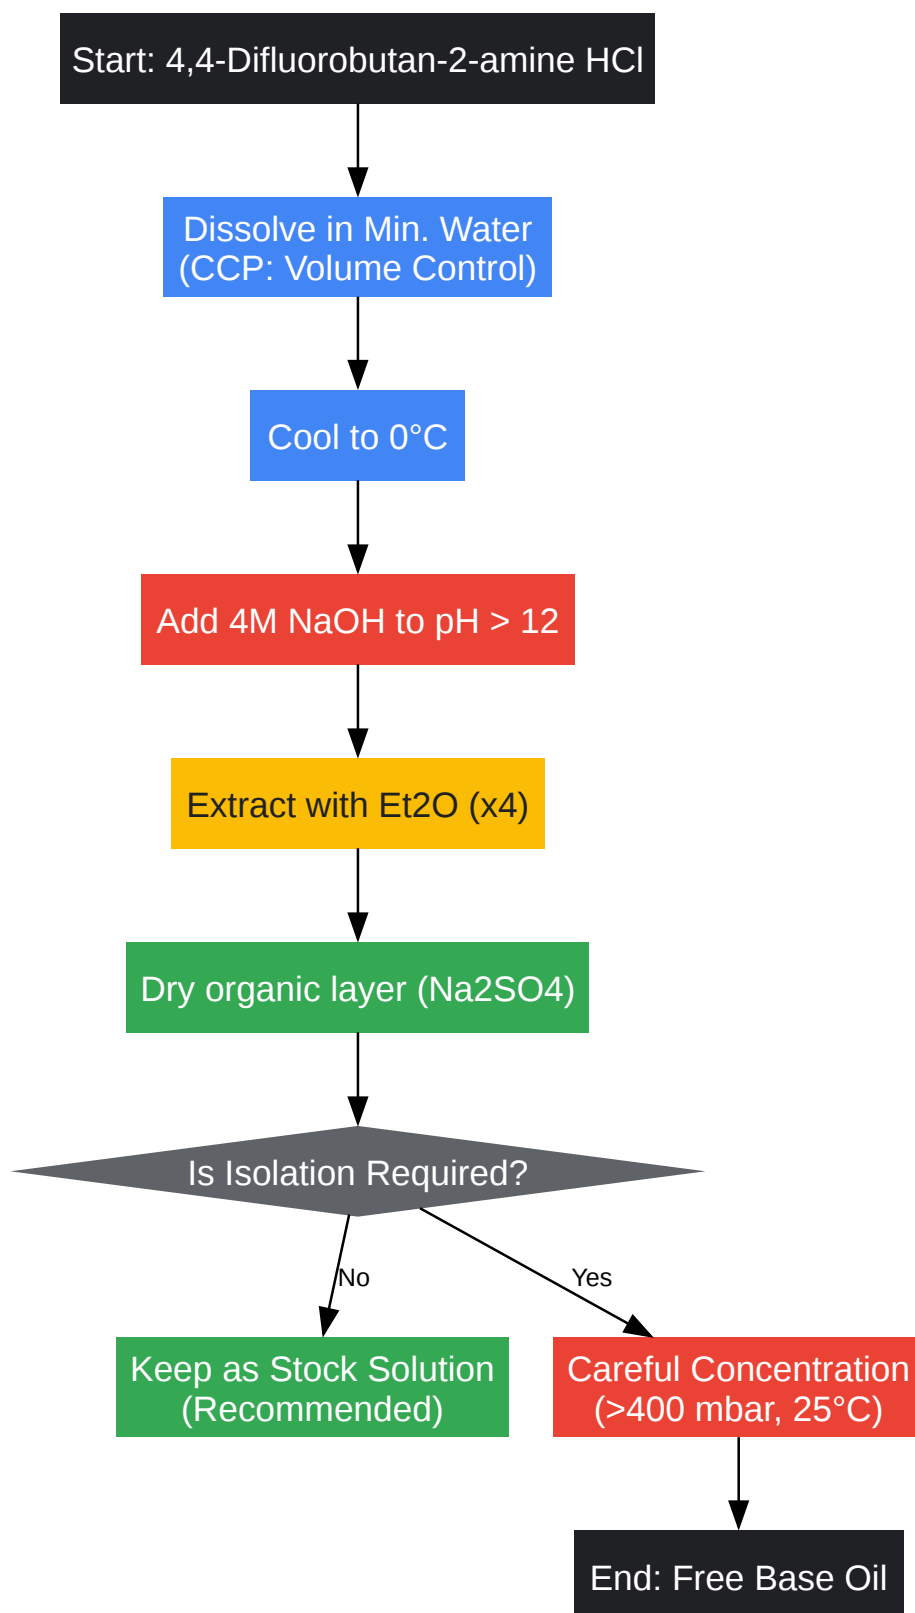 Start: 4,4-Difluorobutan-2-amine HCl
Dissolve in Min. Water
(CCP: Volume Control)
Cool to 0°C
Add 4M NaOH to pH > 12
Extract with Et2O (x4)
Dry organic layer (Na2SO4)
Is Isolation Required?
No
Yes
Keep as Stock Solution
(Recommended)
Careful Concentration
(>400 mbar, 25°C)
End: Free Base Oil